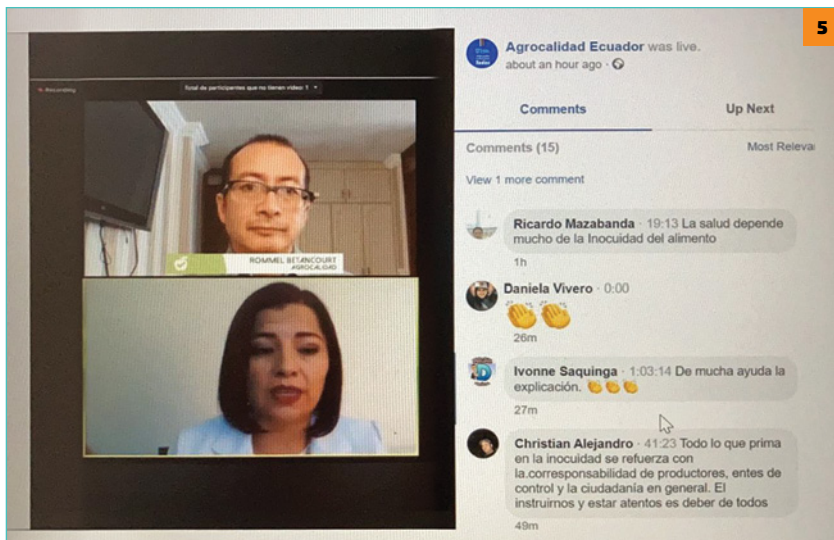 5
Recording
Total de participantes que no tienen video: 1
ROMMEL BETANCOURT
AGROCALIDAD
Agrocalidad Ecuador was live.
about an hour ago ·
Comments
Up Next
Comments (15)
Most Releva
View 1 more comment
Ricardo Mazabanda · 19:13 La salud depende
mucho de la Inocuidad del alimento
1h
Daniela Vivero · 0:00
👏👏
26m
Ivonne Saquinga · 1:03:14 De mucha ayuda la
explicación. 👏👏👏
27m
Christian Alejandro · 41:23 Todo lo que prima
en la inocuidad se refuerza con
la.corresponsabilidad de productores, entes de
control y la ciudadanía en general. El
instruirnos y estar atentos es deber de todos
49m